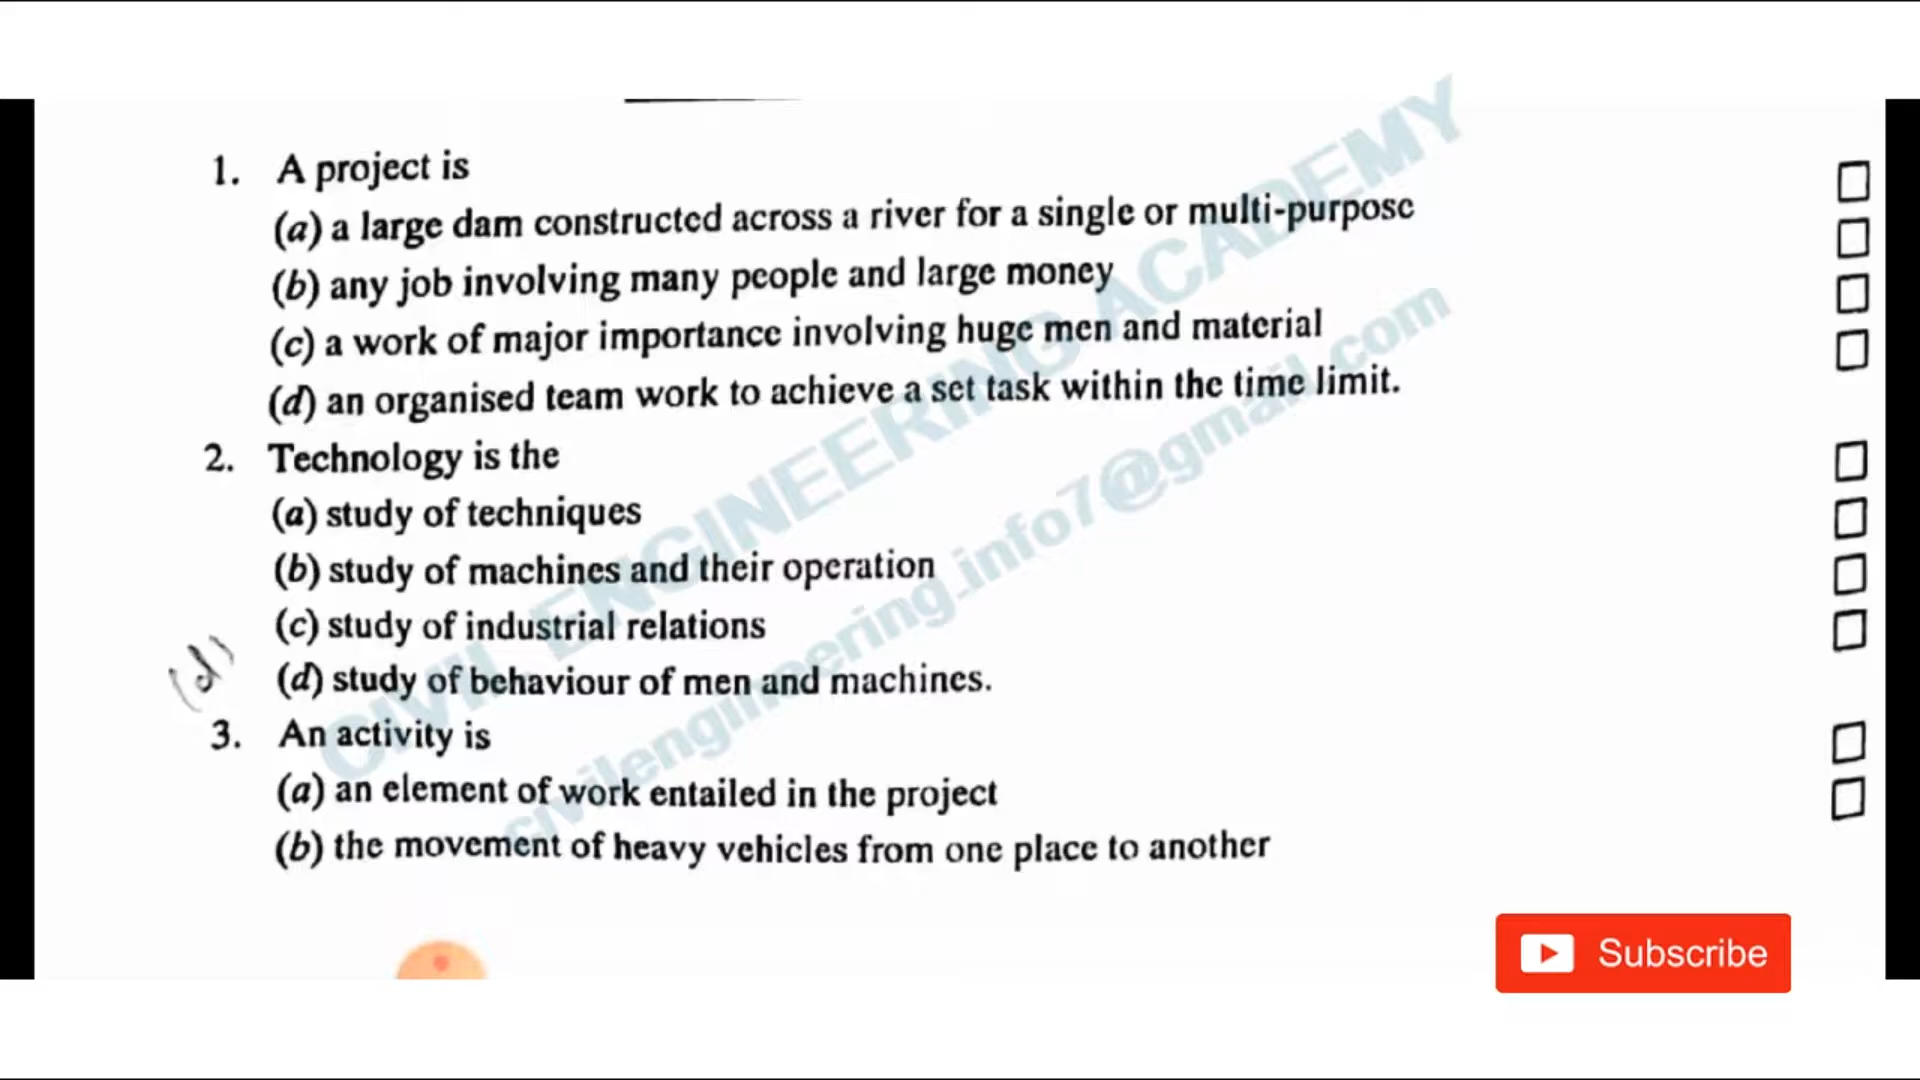 1. A project is
(a) a large dam constructed across a river for a single or multi-purpose
(b) any job involving many people and large money
(c) a work of major importance involving huge men and material
(d) an organised team work to achieve a set task within the time limit.
2. Technology is the
(a) study of techniques
(b) study of machines and their operation
(c) study of industrial relations
(d) study of behaviour of men and machines.
(d)
3. An activity is
(a) an element of work entailed in the project
(b) the movement of heavy vehicles from one place to another
CIVIL ENGINEERING ACADEMY
civilengineering.info7@gmail.com
Subscribe